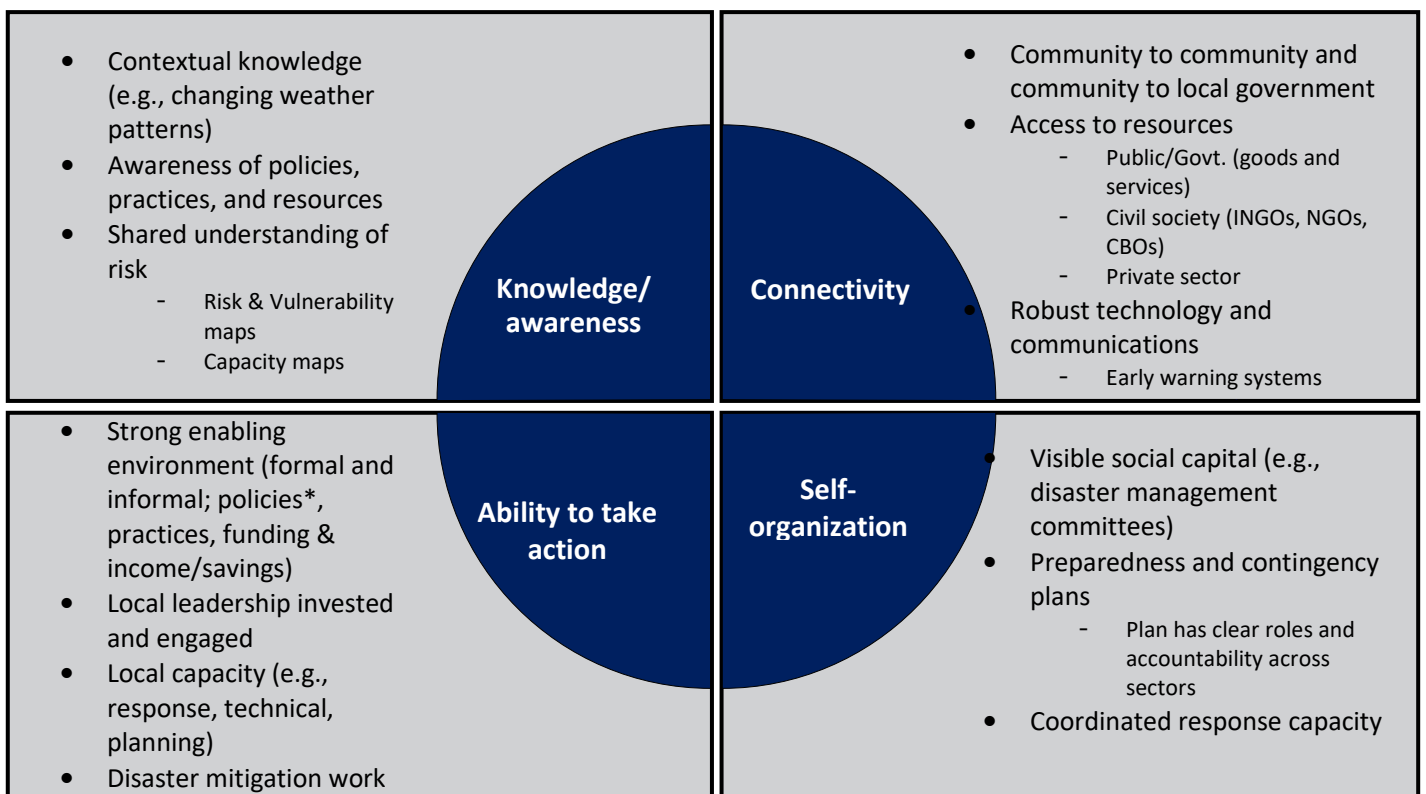 • Contextual knowledge
(e.g., changing weather
patterns)
• Awareness of policies,
practices, and resources
• Shared understanding of
risk
- Risk & Vulnerability
maps
- Capacity maps
Knowledge/
awareness
• Community to community and
community to local government
• Access to resources
- Public/Govt. (goods and
services)
- Civil society (INGOs, NGOs,
CBOs)
- Private sector
• Robust technology and
communications
- Early warning systems
Connectivity
• Strong enabling
environment (formal and
informal; policies*,
practices, funding &
income/savings)
• Local leadership invested
and engaged
• Local capacity (e.g.,
response, technical,
planning)
• Disaster mitigation work
Ability to take
action
Self-
organization
• Visible social capital (e.g.,
disaster management
committees)
• Preparedness and contingency
plans
- Plan has clear roles and
accountability across
sectors
• Coordinated response capacity